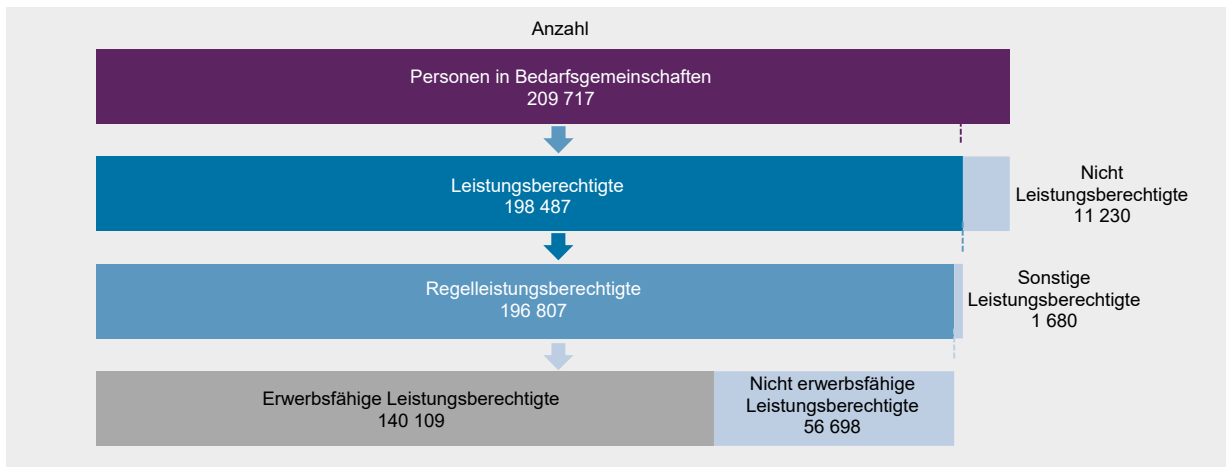 Anzahl
Personen in Bedarfsgemeinschaften
209 717
Leistungsberechtigte
198 487
Nicht
Leistungsberechtigte
11 230
Regelleistungsberechtigte
196 807
Sonstige
Leistungsberechtigte
1 680
Erwerbsfähige Leistungsberechtigte
140 109
Nicht erwerbsfähige
Leistungsberechtigte
56 698